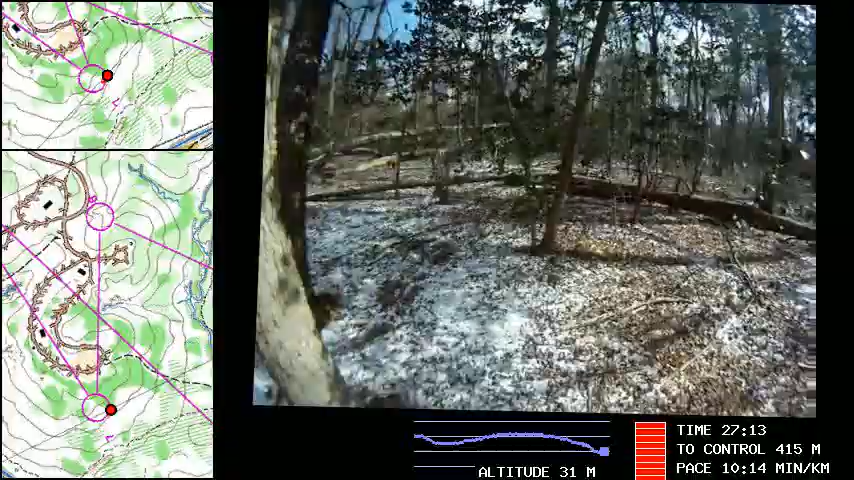 ALTITUDE 31 M
TIME 27:13
TO CONTROL 415 M
PACE 10:14 MIN/KM